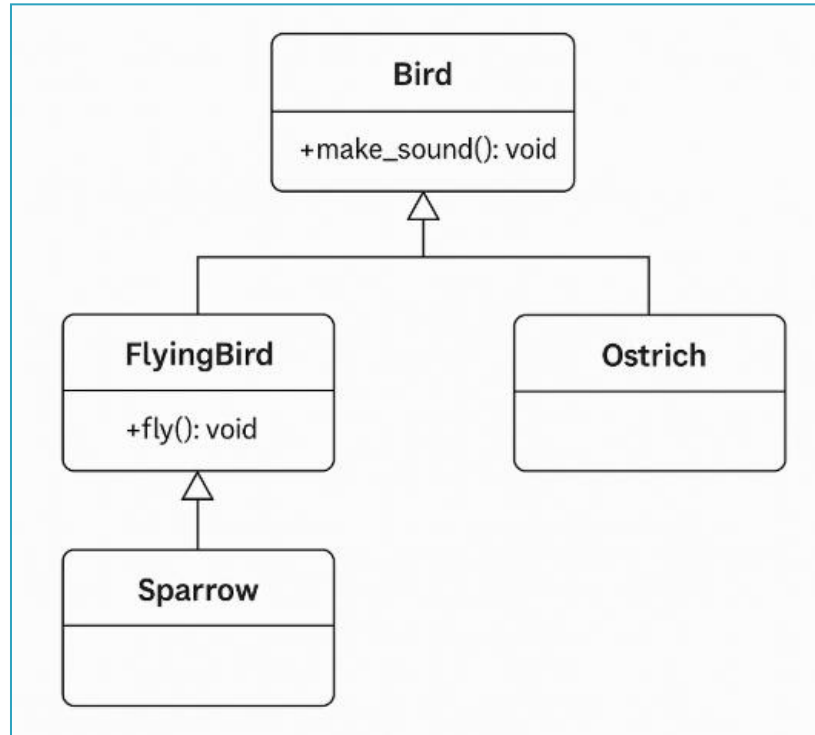 Bird
+make_sound(): void
FlyingBird
+fly(): void
Ostrich
Sparrow